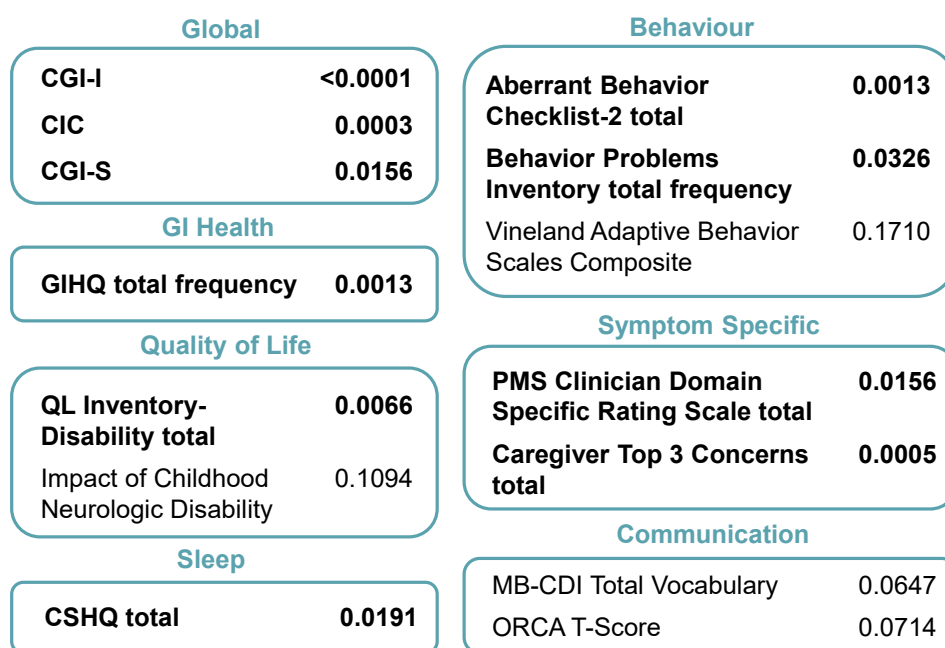 Global
CGI-I <0.0001
CIC 0.0003
CGI-S 0.0156
GI Health
GIHQ total frequency 0.0013
Quality of Life
QL Inventory- 0.0066
Disability total
Impact of Childhood 0.1094
Neurologic Disability
Sleep
CSHQ total 0.0191
Behaviour
Aberrant Behavior 0.0013
Checklist-2 total
Behavior Problems 0.0326
Inventory total frequency
Vineland Adaptive Behavior 0.1710
Scales Composite
Symptom Specific
PMS Clinician Domain 0.0156
Specific Rating Scale total
Caregiver Top 3 Concerns 0.0005
total
Communication
MB-CDI Total Vocabulary 0.0647
ORCA T-Score 0.0714